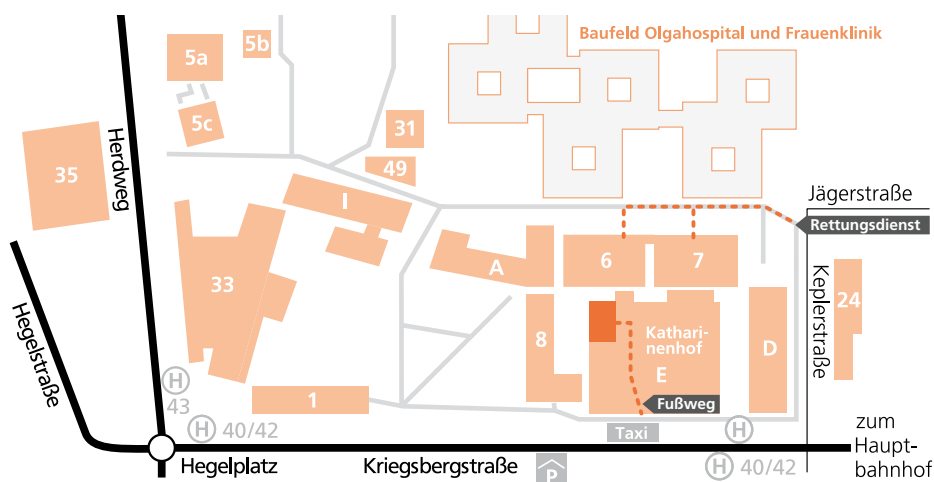 Baufeld Olgahospital und Frauenklinik
5a
5b
5c
31
49
35
Herdweg
I
Jägerstraße
Rettungsdienst
A
6
7
33
Keplerstraße
24
Hegelstraße
8
Kathari-
nenhof
D
E
1
Fußweg
H
43
H 40/42
Taxi
H
zum
Haupt-
bahnhof
Hegelplatz
Kriegsbergstraße
P
H 40/42